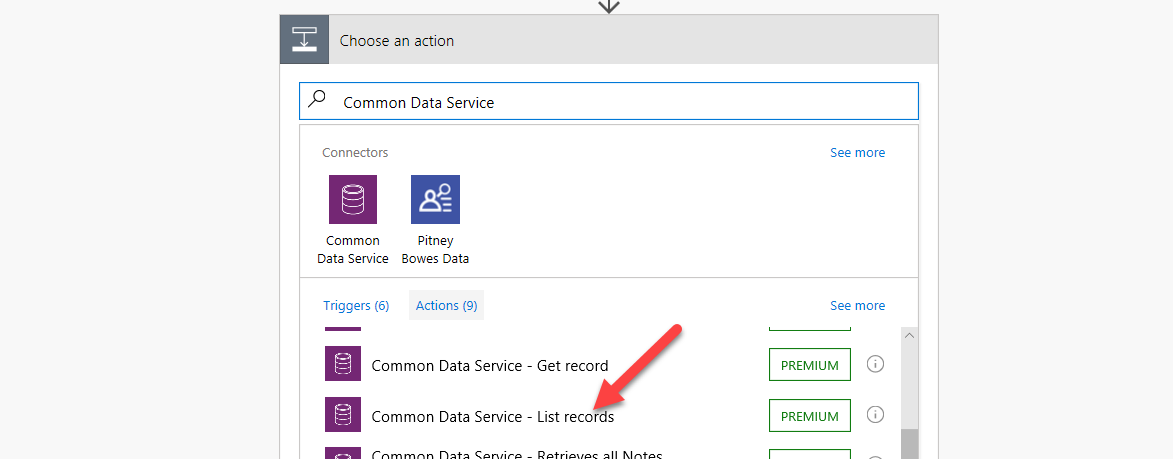 Choose an action
Common Data Service
Connectors
See more
Common
Data Service
Pitney
Bowes Data
Triggers (6)
Actions (9)
See more
Common Data Service - Get record
PREMIUM
Common Data Service - List records
PREMIUM
Common Data Service - Retrieves all Notes